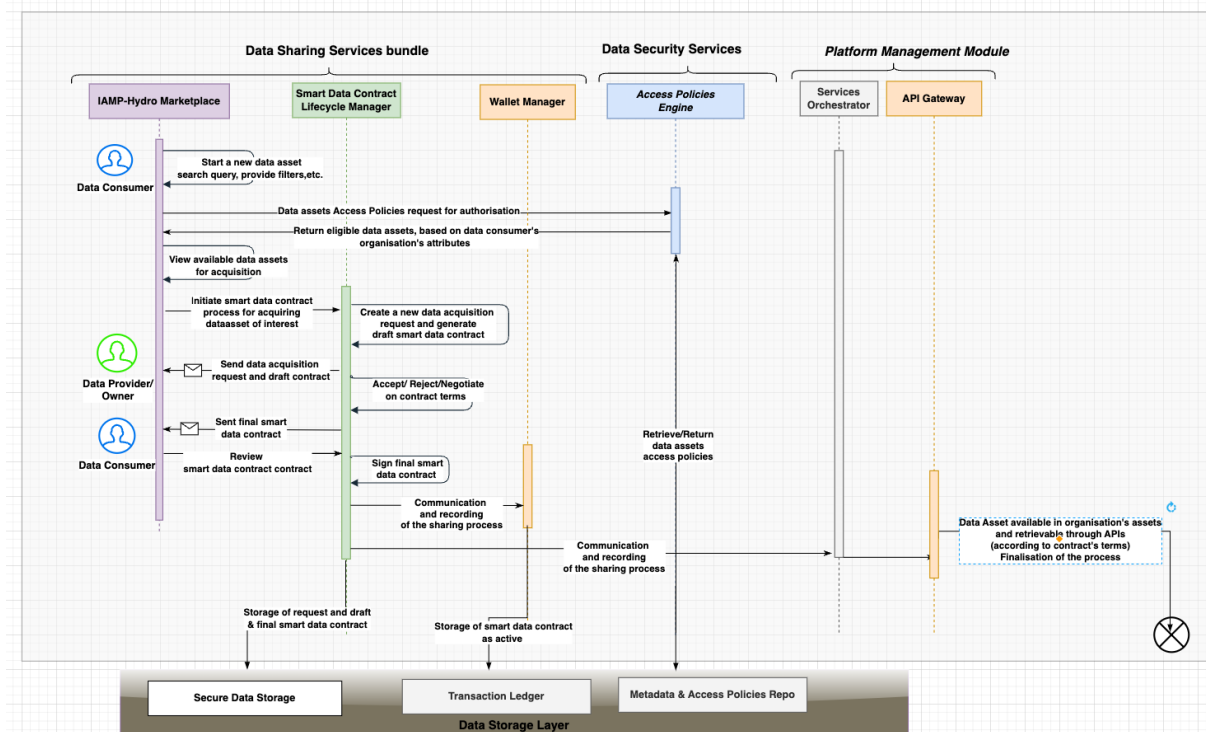 Data Sharing Services bundle
Data Security Services
Platform Management Module
IAMP-Hydro Marketplace
Smart Data Contract
Lifecycle Manager
Wallet Manager
Access Policies
Engine
Services
Orchestrator
API Gateway
Data Consumer
Start a new data asset
search query, provide filters,etc.
Data assets Access Policies request for authorisation
Return eligible data assets, based on data consumer's
organisation's attributes
View available data assets
for acquisition
Initiate smart data contract
process for acquiring
dataasset of interest
Create a new data acquisition
request and generate
draft smart data contract
Data Provider/
Owner
Send data acquisition
request and draft contract
Accept/ Reject/Negotiate
on contract terms
Data Consumer
Sent final smart
data contract
Review
smart data contract contract
Sign final smart
data contract
Retrieve/Return
data assets
access policies
Communication
and recording
of the sharing process
Communication
and recording
of the sharing process
Data Asset available in organisation's assets
and retrievable through APIs
(according to contract's terms)
Finalisation of the process
Storage of request and draft
& final smart data contract
Storage of smart data contract
as active
Secure Data Storage
Transaction Ledger
Metadata & Access Policies Repo
Data Storage Layer